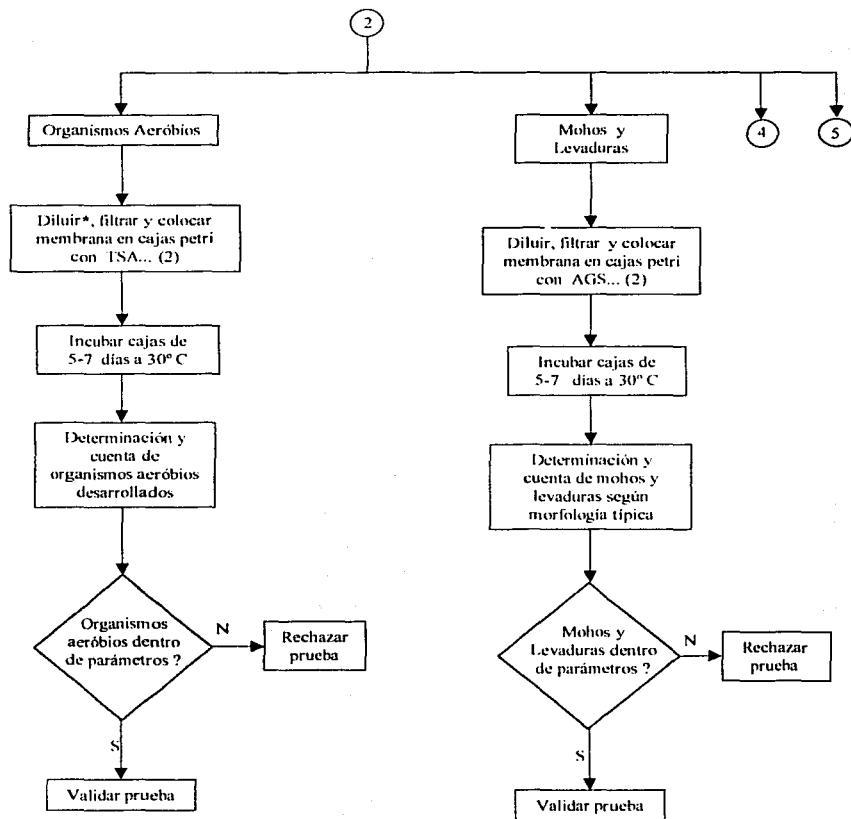 2
Organismos Aeróbios
Diluir*, filtrar y colocar
membrana en cajas petri
con TSA... (2)
Incubar cajas de
5-7 días a 30º C
Determinación y
cuenta de
organismos aeróbios
desarrollados
Organismos
aeróbios dentro
de parámetros ?
N
Rechazar
prueba
S
Validar prueba
Mohos y
Levaduras
Diluir, filtrar y colocar
membrana en cajas petri
con AGS... (2)
Incubar cajas de
5-7 días a 30º C
Determinación y
cuenta de mohos y
levaduras según
morfología típica
Mohos y
Levaduras dentro
de parámetros ?
N
Rechazar
prueba
S
Validar prueba
4
5